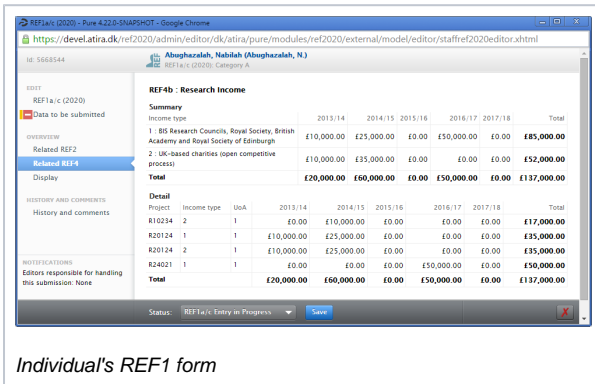 REF1a/c (2020) - Pure 4.22.0-SNAPSHOT - Google Chrome
https://devel.atira.dk/ref2020/admin/editor/dk/atira/pure/modules/ref2020/external/model/editor/staffref2020editor.xhtml
Id: 5668544
Abughazalah, Nabilah (Abughazalah, N.)
REF1a/c (2020): Category A
EDIT
REF1a/c (2020)
Data to be submitted
OVERVIEW
Related REF2
Related REF4
Display
HISTORY AND COMMENTS
History and comments
NOTIFICATIONS
Editors responsible for handling
this submission: None
REF4b : Research Income
Summary
Income type 2013/14 2014/15 2015/16 2016/17 2017/18 Total
1 : BIS Research Councils, Royal Society, British
Academy and Royal Society of Edinburgh £10,000.00 £25,000.00 £0.00 £50,000.00 £0.00 £85,000.00
2 : UK-based charities (open competitive
process) £10,000.00 £35,000.00 £0.00 £0.00 £0.00 £52,000.00
Total £20,000.00 £60,000.00 £0.00 £50,000.00 £0.00 £137,000.00
Detail
Project Income type UoA 2013/14 2014/15 2015/16 2016/17 2017/18 Total
R10234 2 1 £0.00 £10,000.00 £0.00 £0.00 £0.00 £17,000.00
R20124 1 1 £10,000.00 £25,000.00 £0.00 £0.00 £0.00 £35,000.00
R20124 2 1 £10,000.00 £25,000.00 £0.00 £0.00 £0.00 £35,000.00
R24021 1 1 £0.00 £0.00 £0.00 £50,000.00 £0.00 £50,000.00
Total £20,000.00 £60,000.00 £0.00 £50,000.00 £0.00 £137,000.00
Status: REF1a/c Entry in Progress Save X
Individual's REF1 form